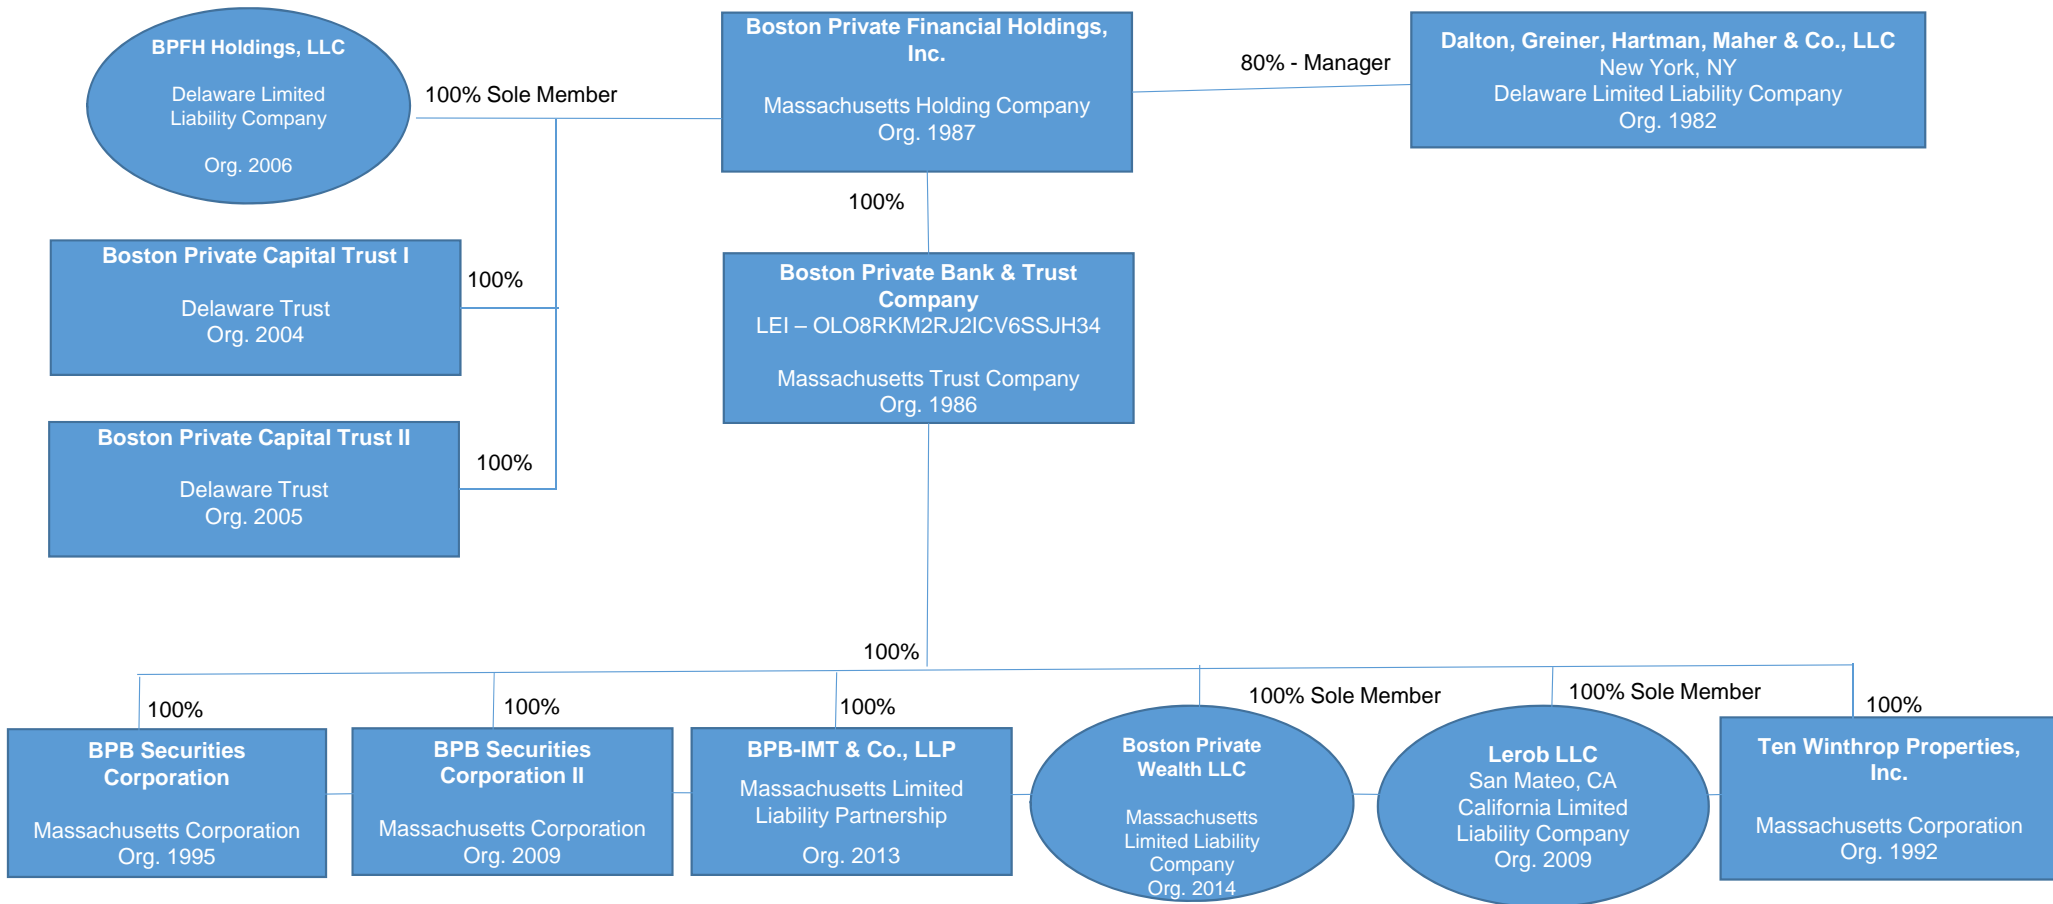 BPFH Holdings, LLC
Delaware Limited
Liability Company
Org. 2006
100% Sole Member
Boston Private Financial Holdings,
Inc.
Massachusetts Holding Company
Org. 1987
80% - Manager
Dalton, Greiner, Hartman, Maher & Co., LLC
New York, NY
Delaware Limited Liability Company
Org. 1982
100%
Boston Private Capital Trust I
Delaware Trust
Org. 2004
100%
Boston Private Bank & Trust
Company
LEI – OLO8RKM2RJ2ICV6SSJH34
Massachusetts Trust Company
Org. 1986
Boston Private Capital Trust II
Delaware Trust
Org. 2005
100%
100%
100%
BPB Securities
Corporation
Massachusetts Corporation
Org. 1995
100%
BPB Securities
Corporation II
Massachusetts Corporation
Org. 2009
100%
BPB-IMT & Co., LLP
Massachusetts Limited
Liability Partnership
Org. 2013
100% Sole Member
Boston Private
Wealth LLC
Massachusetts
Limited Liability
Company
Org. 2014
100% Sole Member
Lerob LLC
San Mateo, CA
California Limited
Liability Company
Org. 2009
100%
Ten Winthrop Properties,
Inc.
Massachusetts Corporation
Org. 1992